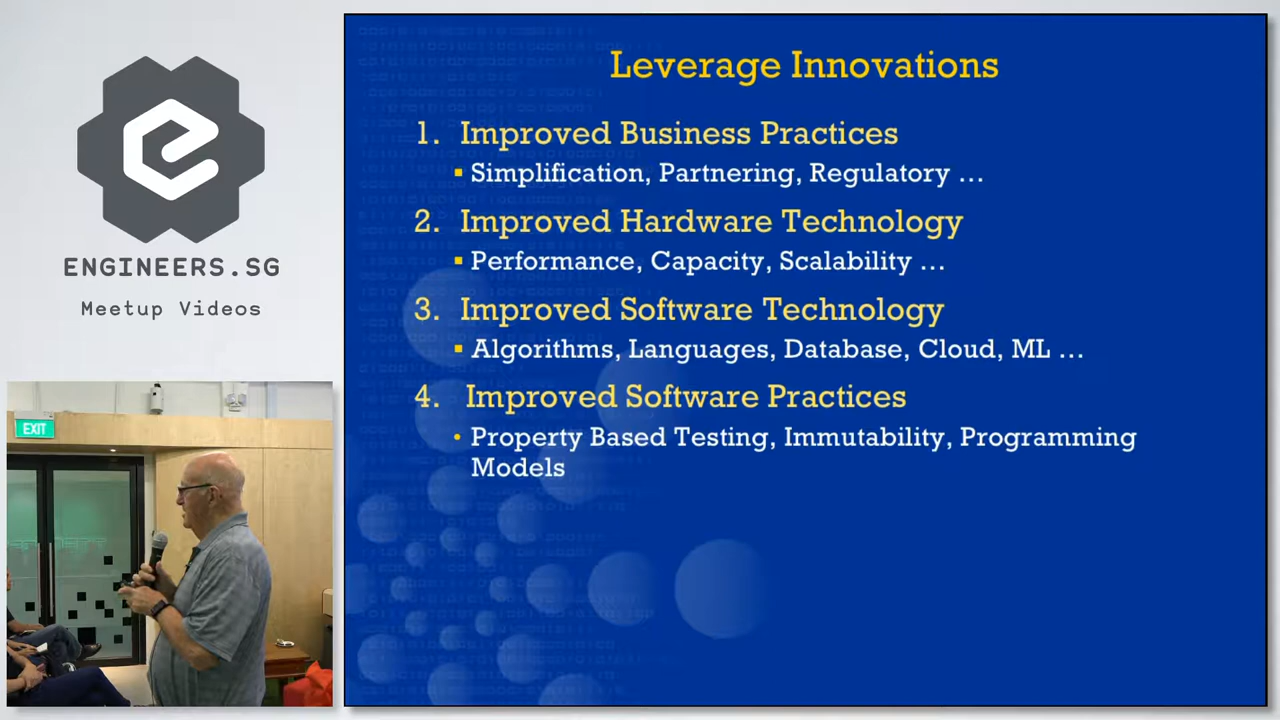 ENGINEERS.SG
Meetup Videos
EXIT
Leverage Innovations
1. Improved Business Practices
▪ Simplification, Partnering, Regulatory …
2. Improved Hardware Technology
▪ Performance, Capacity, Scalability …
3. Improved Software Technology
▪ Algorithms, Languages, Database, Cloud, ML …
4. Improved Software Practices
• Property Based Testing, Immutability, Programming
Models